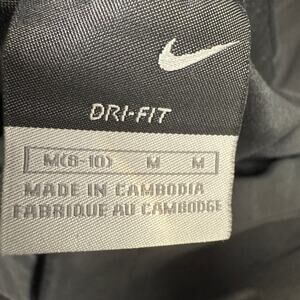 DRI-FIT
M(8-10) M M
MADE IN CAMBODIA
FABRIQUE AU CAMBODGE